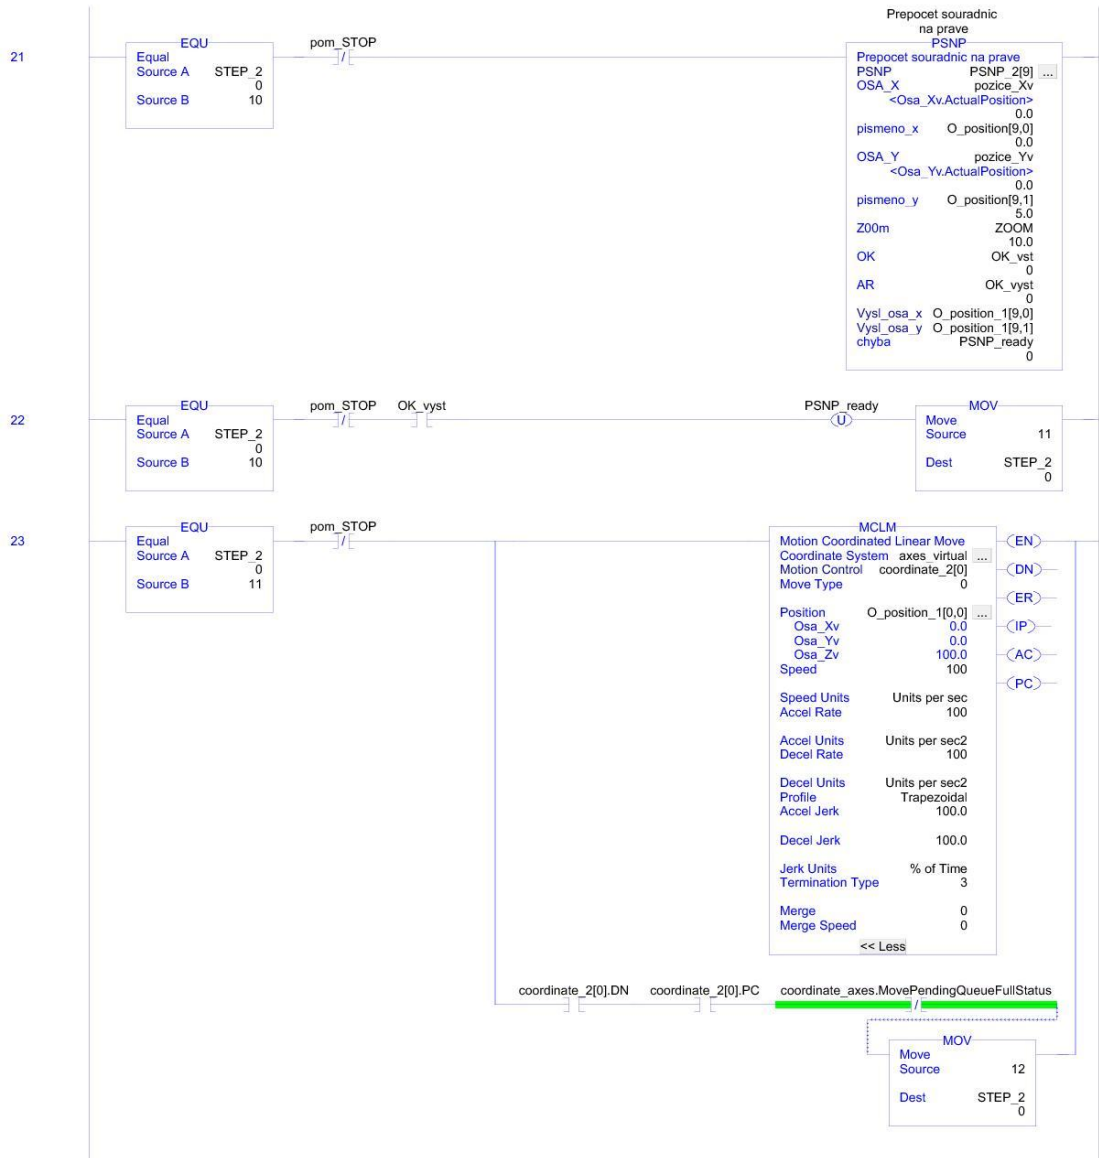 Prepocet souradnic
na prave
21
EQU
Equal
Source A STEP_2
0
Source B 10
pom_STOP
PSNP
Prepocet souradnic na prave
PSNP PSNP_2[9] ...
OSA_X pozice_Xv
<Osa_Xv.ActualPosition>
0.0
pismeno_x O_position[9,0]
0.0
OSA_Y pozice_Yv
<Osa_Yv.ActualPosition>
0.0
pismeno_y O_position[9,1]
5.0
Z00m ZOOM
10.0
OK OK_vst
0
AR OK_vyst
0
Vysl_osa_x O_position_1[9,0]
Vysl_osa_y O_position_1[9,1]
chyba PSNP_ready
0
22
EQU
Equal
Source A STEP_2
0
Source B 10
pom_STOP
OK_vyst
PSNP_ready
U
MOV
Move
Source 11
Dest STEP_2
0
23
EQU
Equal
Source A STEP_2
0
Source B 11
pom_STOP
MCLM
Motion Coordinated Linear Move
Coordinate System axes_virtual ...
Motion Control coordinate_2[0]
Move Type 0
Position O_position_1[0,0] ...
Osa_Xv 0.0
Osa_Yv 0.0
Osa_Zv 100.0
Speed 100
Speed Units Units per sec
Accel Rate 100
Accel Units Units per sec2
Decel Rate 100
Decel Units Units per sec2
Profile Trapezoidal
Accel Jerk 100.0
Decel Jerk 100.0
Jerk Units % of Time
Termination Type 3
Merge 0
Merge Speed 0
<< Less
EN
DN
ER
IP
AC
PC
coordinate_2[0].DN
coordinate_2[0].PC
coordinate_axes.MovePendingQueueFullStatus
MOV
Move
Source 12
Dest STEP_2
0